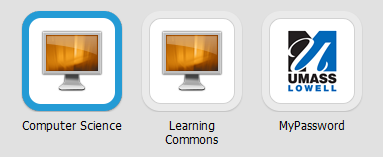 UMASS
LOWELL
Computer Science
Learning
Commons
MyPassword